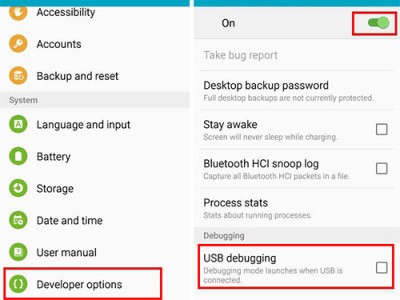 Accessibility
Accounts
Backup and reset
System
Language and input
Battery
Storage
Date and time
User manual
Developer options
On
Take bug report
Desktop backup password
Full desktop backups are not currently protected.
Stay awake
Screen will never sleep while charging.
Bluetooth HCI snoop log
Capture all Bluetooth HCI packets in a file.
Process stats
Stats about running processes.
Debugging
USB debugging
Debugging mode launches when USB is
connected.